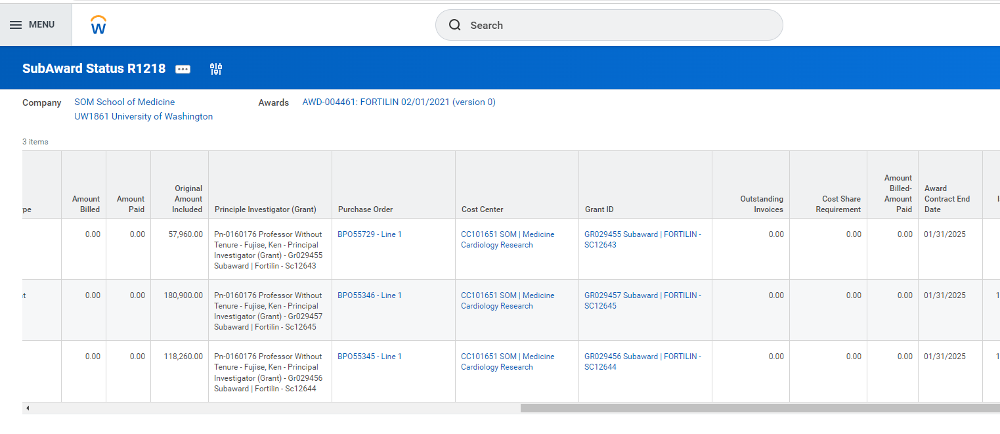 MENU
W
Search
SubAward Status R1218
Company
SOM School of Medicine
UW1861 University of Washington
Awards
AWD-004461: FORTILIN 02/01/2021 (version 0)
3 items
pe
Amount
Billed
Amount
Paid
Original
Amount
Included
Principle Investigator (Grant)
Purchase Order
Cost Center
Grant ID
Outstanding
Invoices
Cost Share
Requirement
Amount
Billed-
Amount
Paid
Award
Contract End
Date
0.00
0.00
57,960.00
Pn-0160176 Professor Without
Tenure - Fujise, Ken - Principal
Investigator (Grant) - Gr029455
Subaward | Fortilin - Sc12643
BPO55729 - Line 1
CC101651 SOM | Medicine
Cardiology Research
GR029455 Subaward | FORTILIN -
SC12643
0.00
0.00
0.00
01/31/2025
t
0.00
0.00
180,900.00
Pn-0160176 Professor Without
Tenure - Fujise, Ken - Principal
Investigator (Grant) - Gr029457
Subaward | Fortilin - Sc12645
BPO55346 - Line 1
CC101651 SOM | Medicine
Cardiology Research
GR029457 Subaward | FORTILIN -
SC12645
0.00
0.00
0.00
01/31/2025
1
0.00
0.00
118,260.00
Pn-0160176 Professor Without
Tenure - Fujise, Ken - Principal
Investigator (Grant) - Gr029456
Subaward | Fortilin - Sc12644
BPO55345 - Line 1
CC101651 SOM | Medicine
Cardiology Research
GR029456 Subaward | FORTILIN -
SC12644
0.00
0.00
0.00
01/31/2025
1